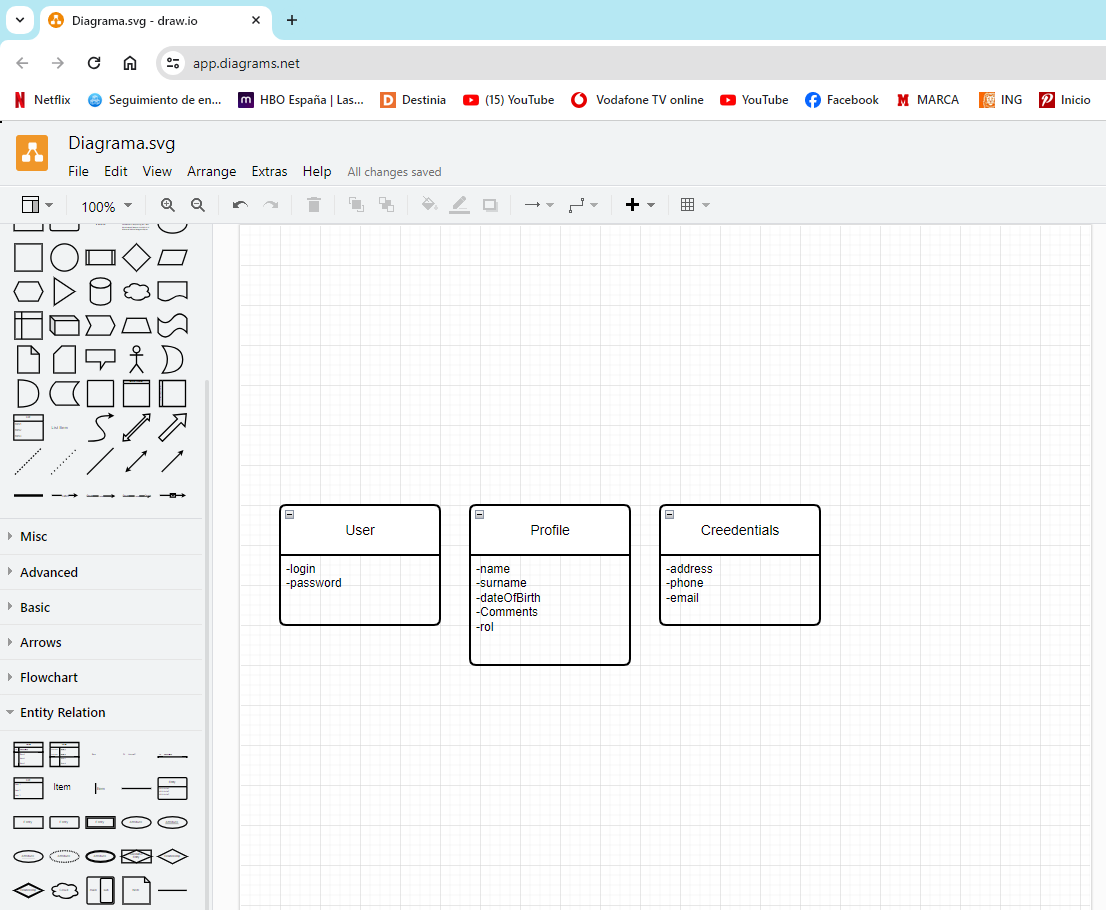 Diagrama.svg - draw.io
app.diagrams.net
Netflix
Seguimiento de en...
HBO España | Las...
Destinia
(15) YouTube
Vodafone TV online
YouTube
Facebook
MARCA
ING
Inicio
Diagrama.svg
File Edit View Arrange Extras Help All changes saved
100%
User
-login
-password
Profile
-name
-surname
-dateOfBirth
-Comments
-rol
Creedentials
-address
-phone
-email
Misc
Advanced
Basic
Arrows
Flowchart
Entity Relation
Item